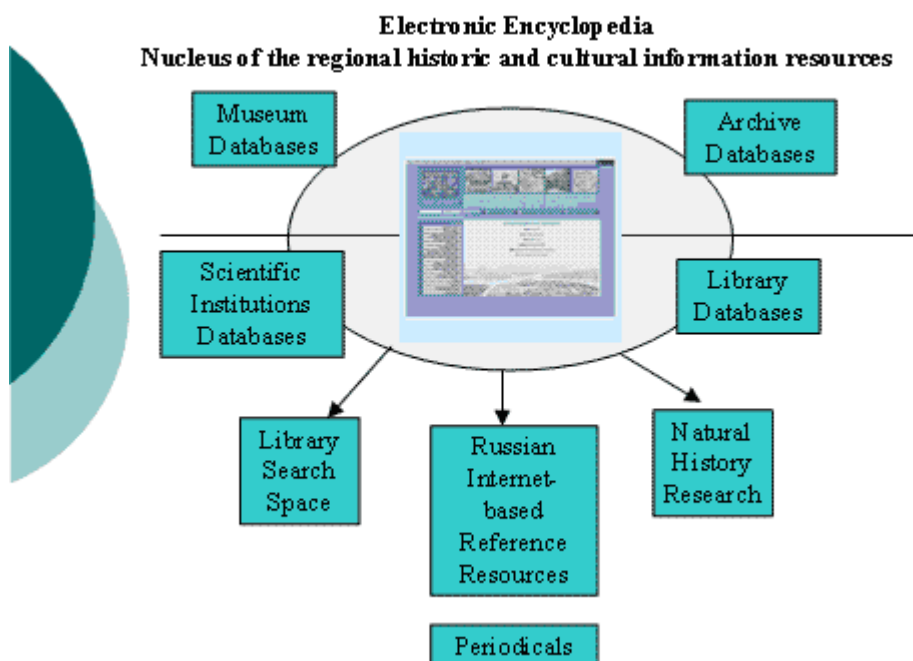 Electronic Encyclopedia
Nucleus of the regional historic and cultural information resources
Museum
Databases
Archive
Databases
Scientific
Institutions
Databases
Library
Databases
Library
Search
Space
Russian
Internet-
based
Reference
Resources
Natural
History
Research
Periodicals